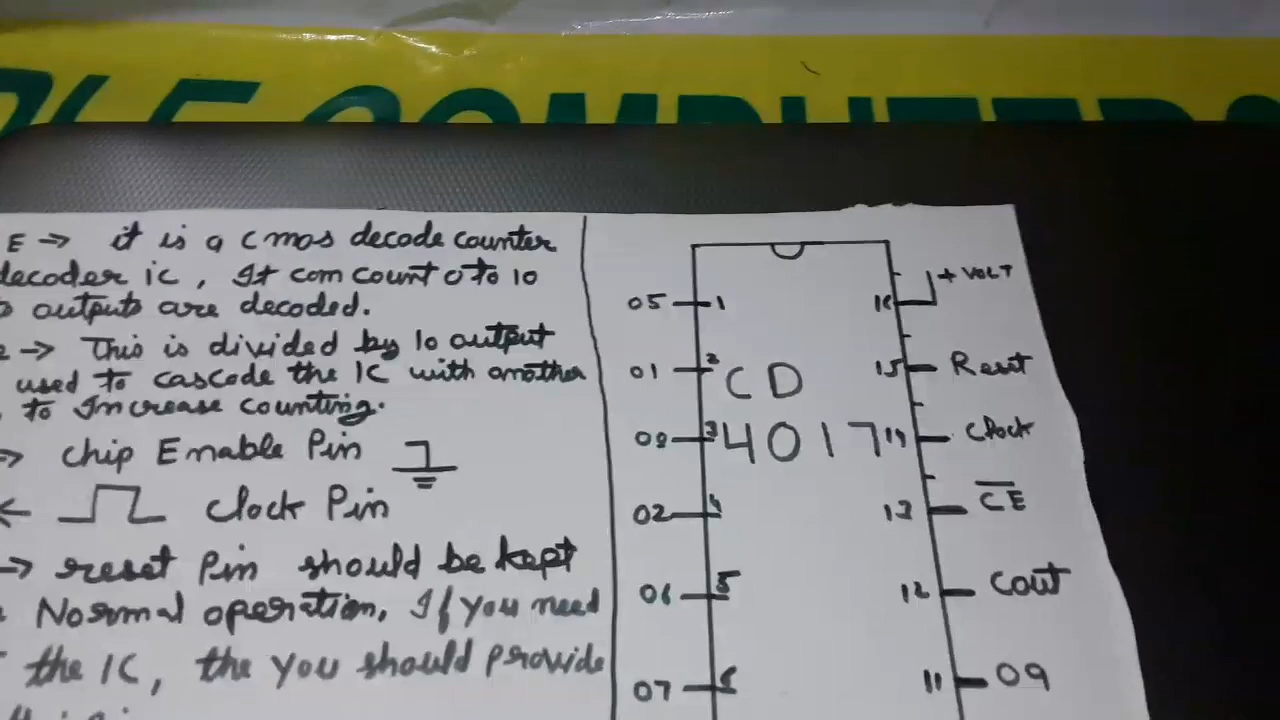 COMPUTER
E → it is a cmos decode counter
decoder ic, It com count 0 to 10
outputs are decoded.
→ This is divided by 10 output
used to cascode the IC with another
to Increase counting.
→ chip Enable Pin
← clock Pin
→ reset Pin should be kept
Normal operation. If you need
the IC, the you should provide
05 1
01 2
3
02 4
06 5
07 6
CD
4017
16 + VOLT
15 Reset
14 Clock
13 CE
12 Cout
11 09